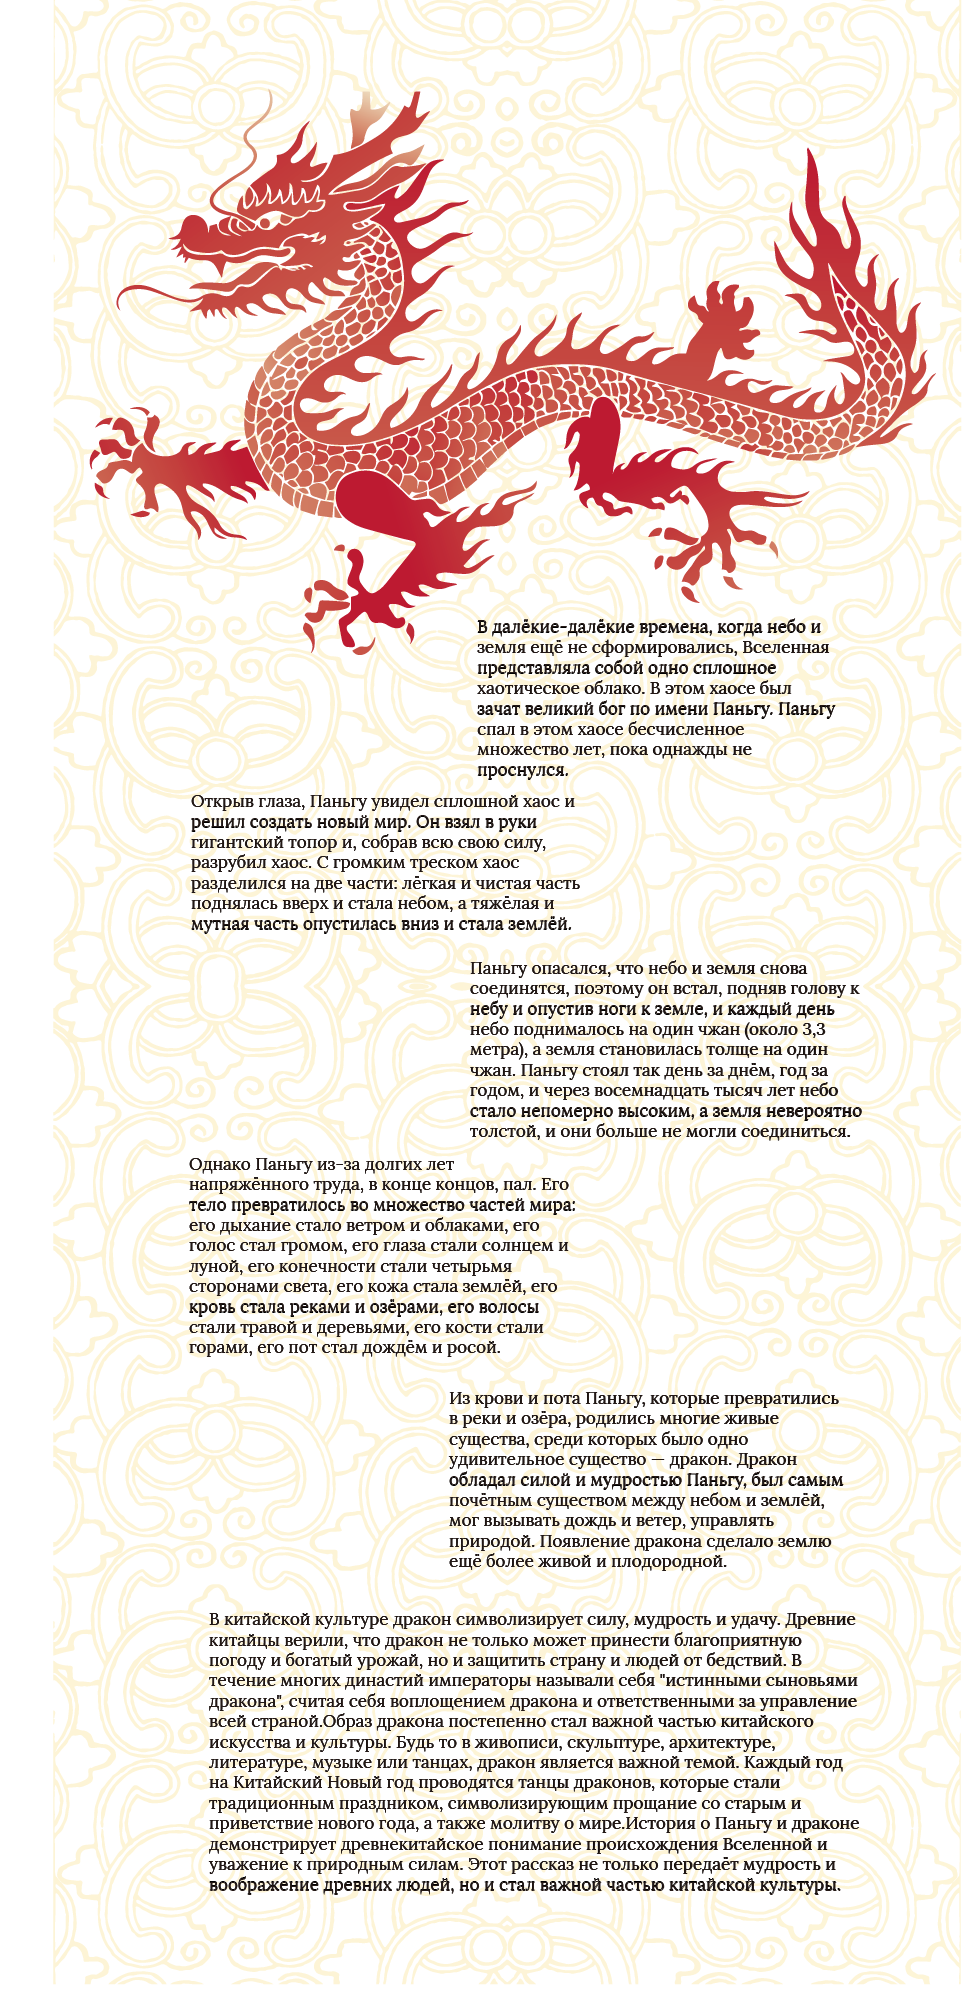 В далёкие-далёкие времена, когда небо и
земля ещё не сформировались, Вселенная
представляла собой одно сплошное
хаотическое облако. В этом хаосе был
зачат великий бог по имени Паньгу. Паньгу
спал в этом хаосе бесчисленное
множество лет, пока однажды не
проснулся.
Открыв глаза, Паньгу увидел сплошной хаос и
решил создать новый мир. Он взял в руки
гигантский топор и, собрав всю свою силу,
разрубил хаос. С громким треском хаос
разделился на две части: лёгкая и чистая часть
поднялась вверх и стала небом, а тяжёлая и
мутная часть опустилась вниз и стала землёй.
Паньгу опасался, что небо и земля снова
соединятся, поэтому он встал, подняв голову к
небу и опустив ноги к земле, и каждый день
небо поднималось на один чжан (около 3,3
метра), а земля становилась толще на один
чжан. Паньгу стоял так день за днём, год за
годом, и через восемнадцать тысяч лет небо
стало непомерно высоким, а земля невероятно
толстой, и они больше не могли соединиться.
Однако Паньгу из-за долгих лет
напряжённого труда, в конце концов, пал. Его
тело превратилось во множество частей мира:
его дыхание стало ветром и облаками, его
голос стал громом, его глаза стали солнцем и
луной, его конечности стали четырьмя
сторонами света, его кожа стала землёй, его
кровь стала реками и озёрами, его волосы
стали травой и деревьями, его кости стали
горами, его пот стал дождём и росой.
Из крови и пота Паньгу, которые превратились
в реки и озёра, родились многие живые
существа, среди которых было одно
удивительное существо — дракон. Дракон
обладал силой и мудростью Паньгу, был самым
почётным существом между небом и землёй,
мог вызывать дождь и ветер, управлять
природой. Появление дракона сделало землю
ещё более живой и плодородной.
В китайской культуре дракон символизирует силу, мудрость и удачу. Древние
китайцы верили, что дракон не только может принести благоприятную
погоду и богатый урожай, но и защитить страну и людей от бедствий. В
течение многих династий императоры называли себя "истинными сыновьями
дракона", считая себя воплощением дракона и ответственными за управление
всей страной.Образ дракона постепенно стал важной частью китайского
искусства и культуры. Будь то в живописи, скульптуре, архитектуре,
литературе, музыке или танцах, дракон является важной темой. Каждый год
на Китайский Новый год проводятся танцы драконов, которые стали
традиционным праздником, символизирующим прощание со старым и
приветствие нового года, а также молитву о мире.История о Паньгу и драконе
демонстрирует древнекитайское понимание происхождения Вселенной и
уважение к природным силам. Этот рассказ не только передаёт мудрость и
воображение древних людей, но и стал важной частью китайской культуры.